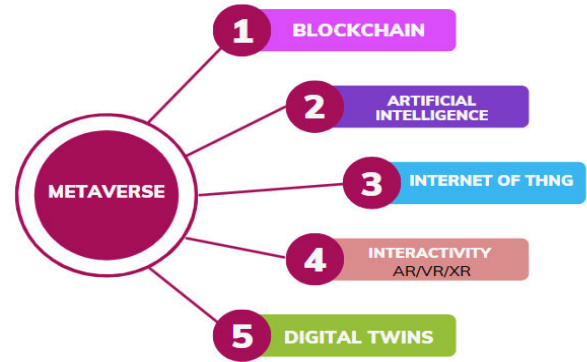 METAVERSE
1
BLOCKCHAIN
2
ARTIFICIAL
INTELLIGENCE
3
INTERNET OF THNG
4
INTERACTIVITY
AR/VR/XR
5
DIGITAL TWINS